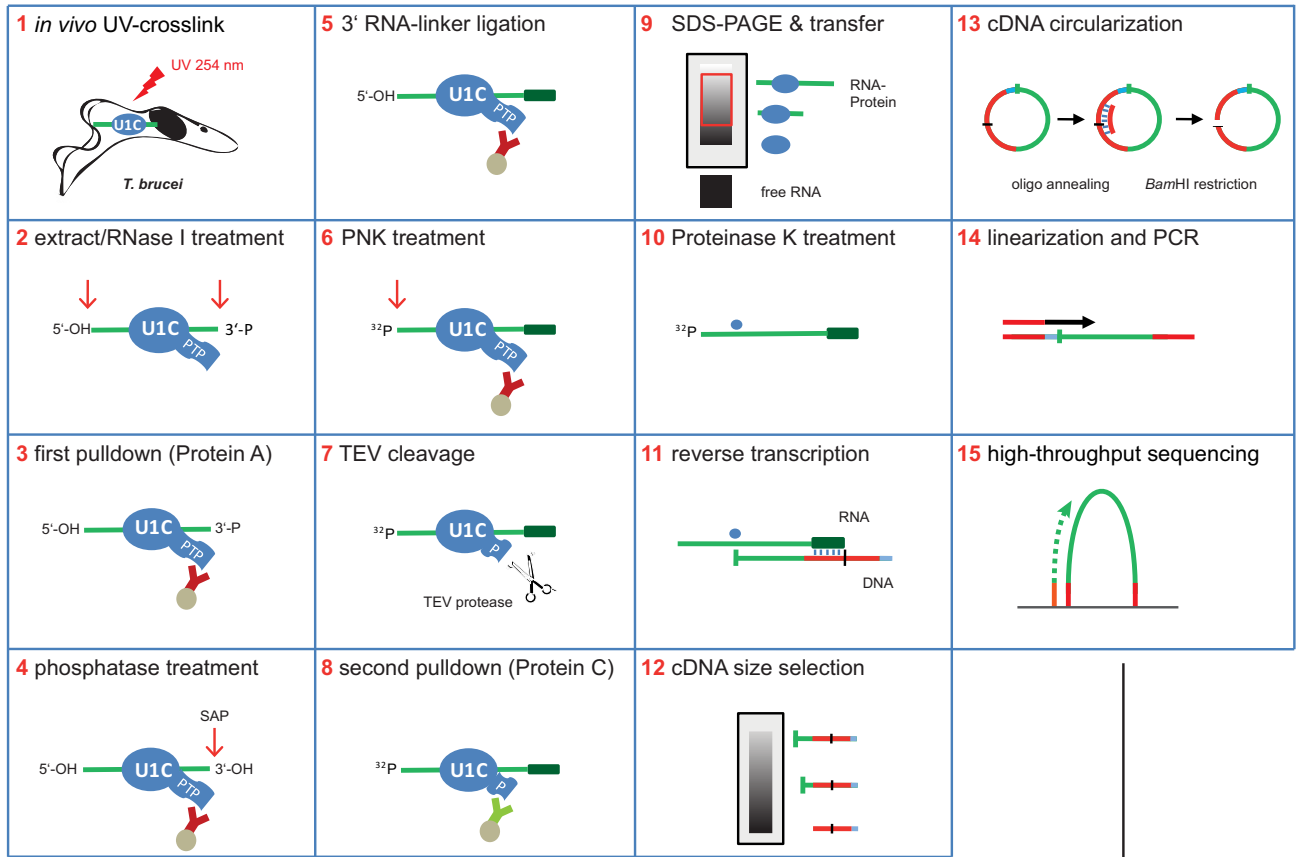 1 in vivo UV-crosslink
UV 254 nm
U1C
T. brucei
2 extract/RNase I treatment
5‘-OH
U1C
3‘-P
PTP
3 first pulldown (Protein A)
5‘-OH
U1C
3‘-P
PTP
4 phosphatase treatment
SAP
5‘-OH
U1C
3‘-OH
PTP
5 3‘ RNA-linker ligation
5‘-OH
U1C
PTP
6 PNK treatment
³²P
U1C
PTP
7 TEV cleavage
³²P
U1C
P
TEV protease
8 second pulldown (Protein C)
³²P
U1C
P
9 SDS-PAGE & transfer
RNA-
Protein
free RNA
10 Proteinase K treatment
³²P
11 reverse transcription
RNA
DNA
12 cDNA size selection
13 cDNA circularization
oligo annealing
BamHI restriction
14 linearization and PCR
15 high-throughput sequencing